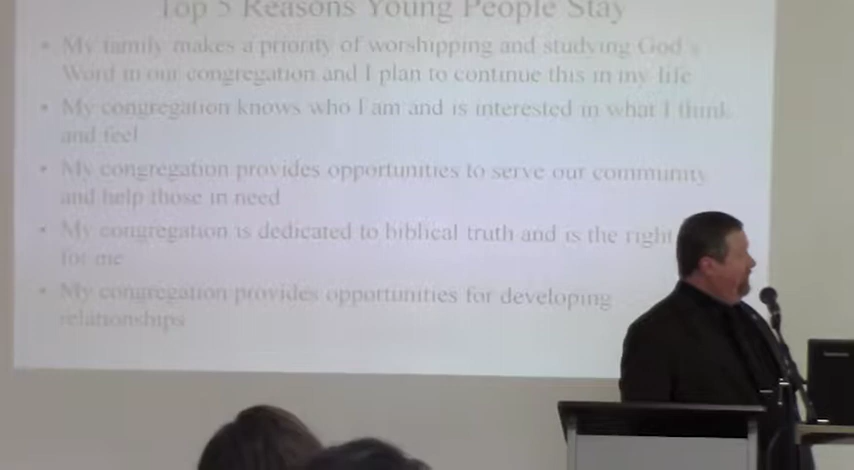 Top 5 Reasons Young People Stay
• My family makes a priority of worshipping and studying God's
Word in our congregation and I plan to continue this in my life
• My congregation knows who I am and is interested in what I think
and feel
• My congregation provides opportunities to serve our community
and help those in need
• My congregation is dedicated to biblical truth and is the right
for me
• My congregation provides opportunities for developing
relationships